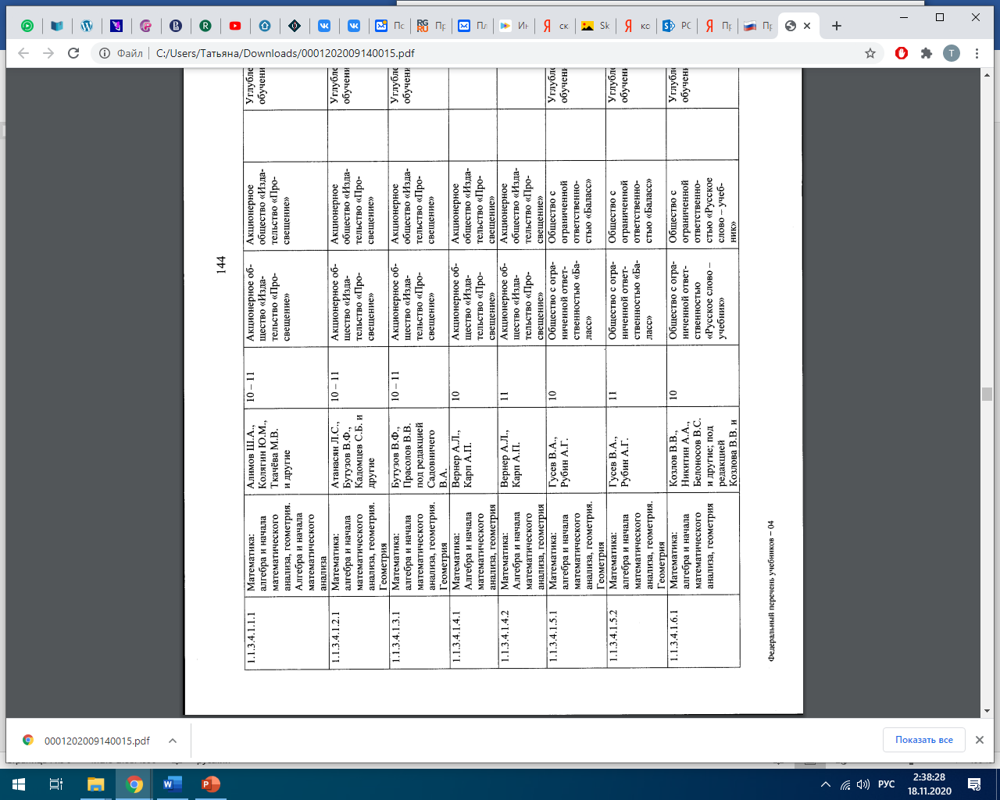 По
Пр
Пл
Ин
ск
Sk
ко
РС
Пр
Пр
Файл
C:/Users/Татьяна/Downloads/0001202009140015.pdf
T
144
1.1.3.4.1.1.1
Математика:
алгебра и начала
математического
анализа, геометрия.
Алгебра и начала
математического
анализа
Алимов Ш.А.,
Колягин Ю.М.,
Ткачёва М.В.
и другие
10 – 11
Акционерное об-
щество «Изда-
тельство «Про-
свещение»
Акционерное
общество «Изда-
тельство «Про-
свещение»
Углубле
обучени
1.1.3.4.1.2.1
Математика:
алгебра и начала
математического
анализа, геометрия.
Геометрия
Атанасян Л.С.,
Бутузов В.Ф.,
Кадомцев С.Б. и
другие
10 – 11
Акционерное об-
щество «Изда-
тельство «Про-
свещение»
Акционерное
общество «Изда-
тельство «Про-
свещение»
Углубле
обучени
1.1.3.4.1.3.1
Математика:
алгебра и начала
математического
анализа, геометрия.
Геометрия
Бутузов В.Ф.,
Прасолов В.В.
под редакцией
Садовничего
В.А.
10 – 11
Акционерное об-
щество «Изда-
тельство «Про-
свещение»
Акционерное
общество «Изда-
тельство «Про-
свещение»
Углубле
обучени
1.1.3.4.1.4.1
Математика:
Алгебра и начала
математического
анализа, геометрия
Вернер А.Л.,
Карп А.П.
10
Акционерное об-
щество «Изда-
тельство «Про-
свещение»
Акционерное
общество «Изда-
тельство «Про-
свещение»
1.1.3.4.1.4.2
Математика:
Алгебра и начала
математического
анализа, геометрия
Вернер А.Л.,
Карп А.П.
11
Акционерное об-
щество «Изда-
тельство «Про-
свещение»
Акционерное
общество «Изда-
тельство «Про-
свещение»
1.1.3.4.1.5.1
Математика:
алгебра и начала
математического
анализа, геометрия.
Геометрия
Гусев В.А.,
Рубин А.Г.
10
Общество с огра-
ниченной ответ-
ственностью «Ба-
ласс»
Общество с
ограниченной
ответственно-
стью «Баласс»
Углубле
обучени
1.1.3.4.1.5.2
Математика:
алгебра и начала
математического
анализа, геометрия.
Геометрия
Гусев В.А.,
Рубин А.Г.
11
Общество с огра-
ниченной ответ-
ственностью «Ба-
ласс»
Общество с
ограниченной
ответственно-
стью «Баласс»
Углубле
обучени
1.1.3.4.1.6.1
Математика:
алгебра и начала
математического
анализа, геометрия
Козлов В.В.,
Никитин А.А.,
Белоносов В.С.
и другие; под
редакцией
Козлова В.В. и
10
Общество с огра-
ниченной ответ-
ственностью
«Русское слово –
учебник»
Общество с
ограниченной
ответственно-
стью «Русское
слово – учеб-
ник»
Углубле
обучени
Федеральный перечень учебников – 04
0001202009140015.pdf
Показать все
РУС
2:38:28
18.11.2020